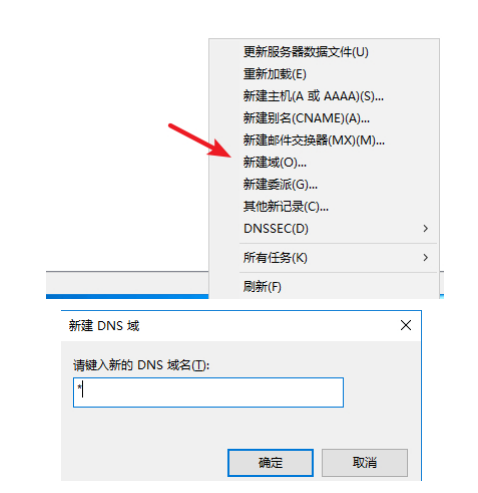 更新服务器数据文件(U)
重新加载(E)
新建主机(A 或 AAAA)(S)...
新建别名(CNAME)(A)...
新建邮件交换器(MX)(M)...
新建域(O)...
新建委派(G)...
其他新记录(C)...
DNSSEC(D)
所有任务(K)
刷新(F)
新建 DNS 域
请键入新的 DNS 域名(T):
*
确定 取消